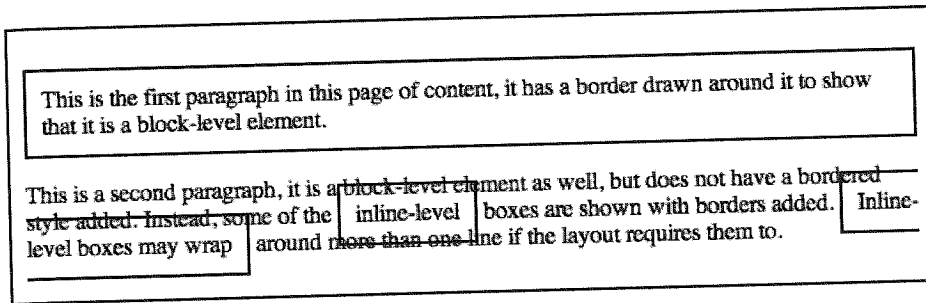 This is the first paragraph in this page of content, it has a border drawn around it to show
that it is a block-level element.
This is a second paragraph, it is a block-level element as well, but does not have a bordered
style added. Instead, some of the inline-level boxes are shown with borders added. Inline-
level boxes may wrap around more than one line if the layout requires them to.